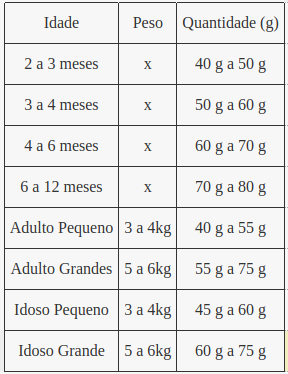 Idade Peso Quantidade (g)
2 a 3 meses x 40 g a 50 g
3 a 4 meses x 50 g a 60 g
4 a 6 meses x 60 g a 70 g
6 a 12 meses x 70 g a 80 g
Adulto Pequeno 3 a 4kg 40 g a 55 g
Adulto Grandes 5 a 6kg 55 g a 75 g
Idoso Pequeno 3 a 4kg 45 g a 60 g
Idoso Grande 5 a 6kg 60 g a 75 g